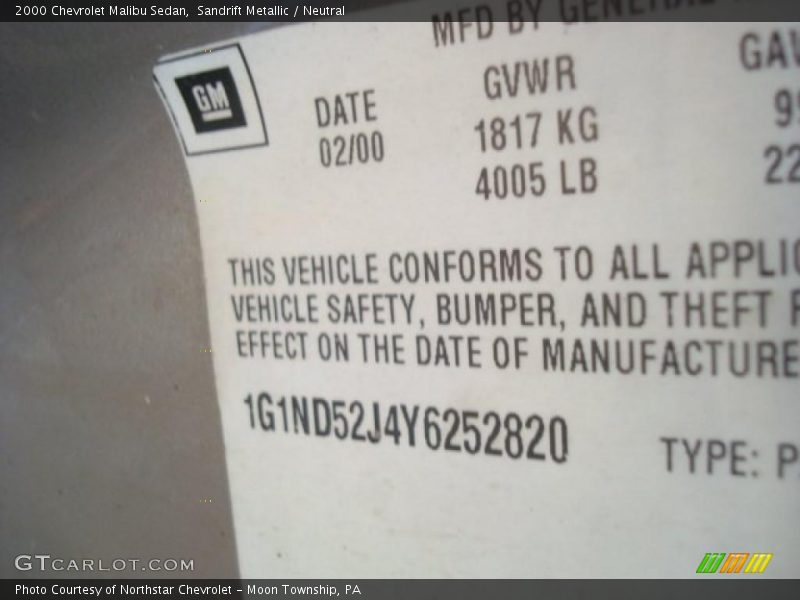 2000 Chevrolet Malibu Sedan, Sandrift Metallic / Neutral
MFD BY GENERAL
GM
DATE
02/00
GVWR
1817 KG
4005 LB
THIS VEHICLE CONFORMS TO ALL
VEHICLE SAFETY, BUMPER, AND THEFT
EFFECT ON THE DATE OF MANUFACTURE
1G1ND52J4Y6252820
TYPE: P
GTCARLOT.COM
Photo Courtesy of Northstar Chevrolet - Moon Township, PA